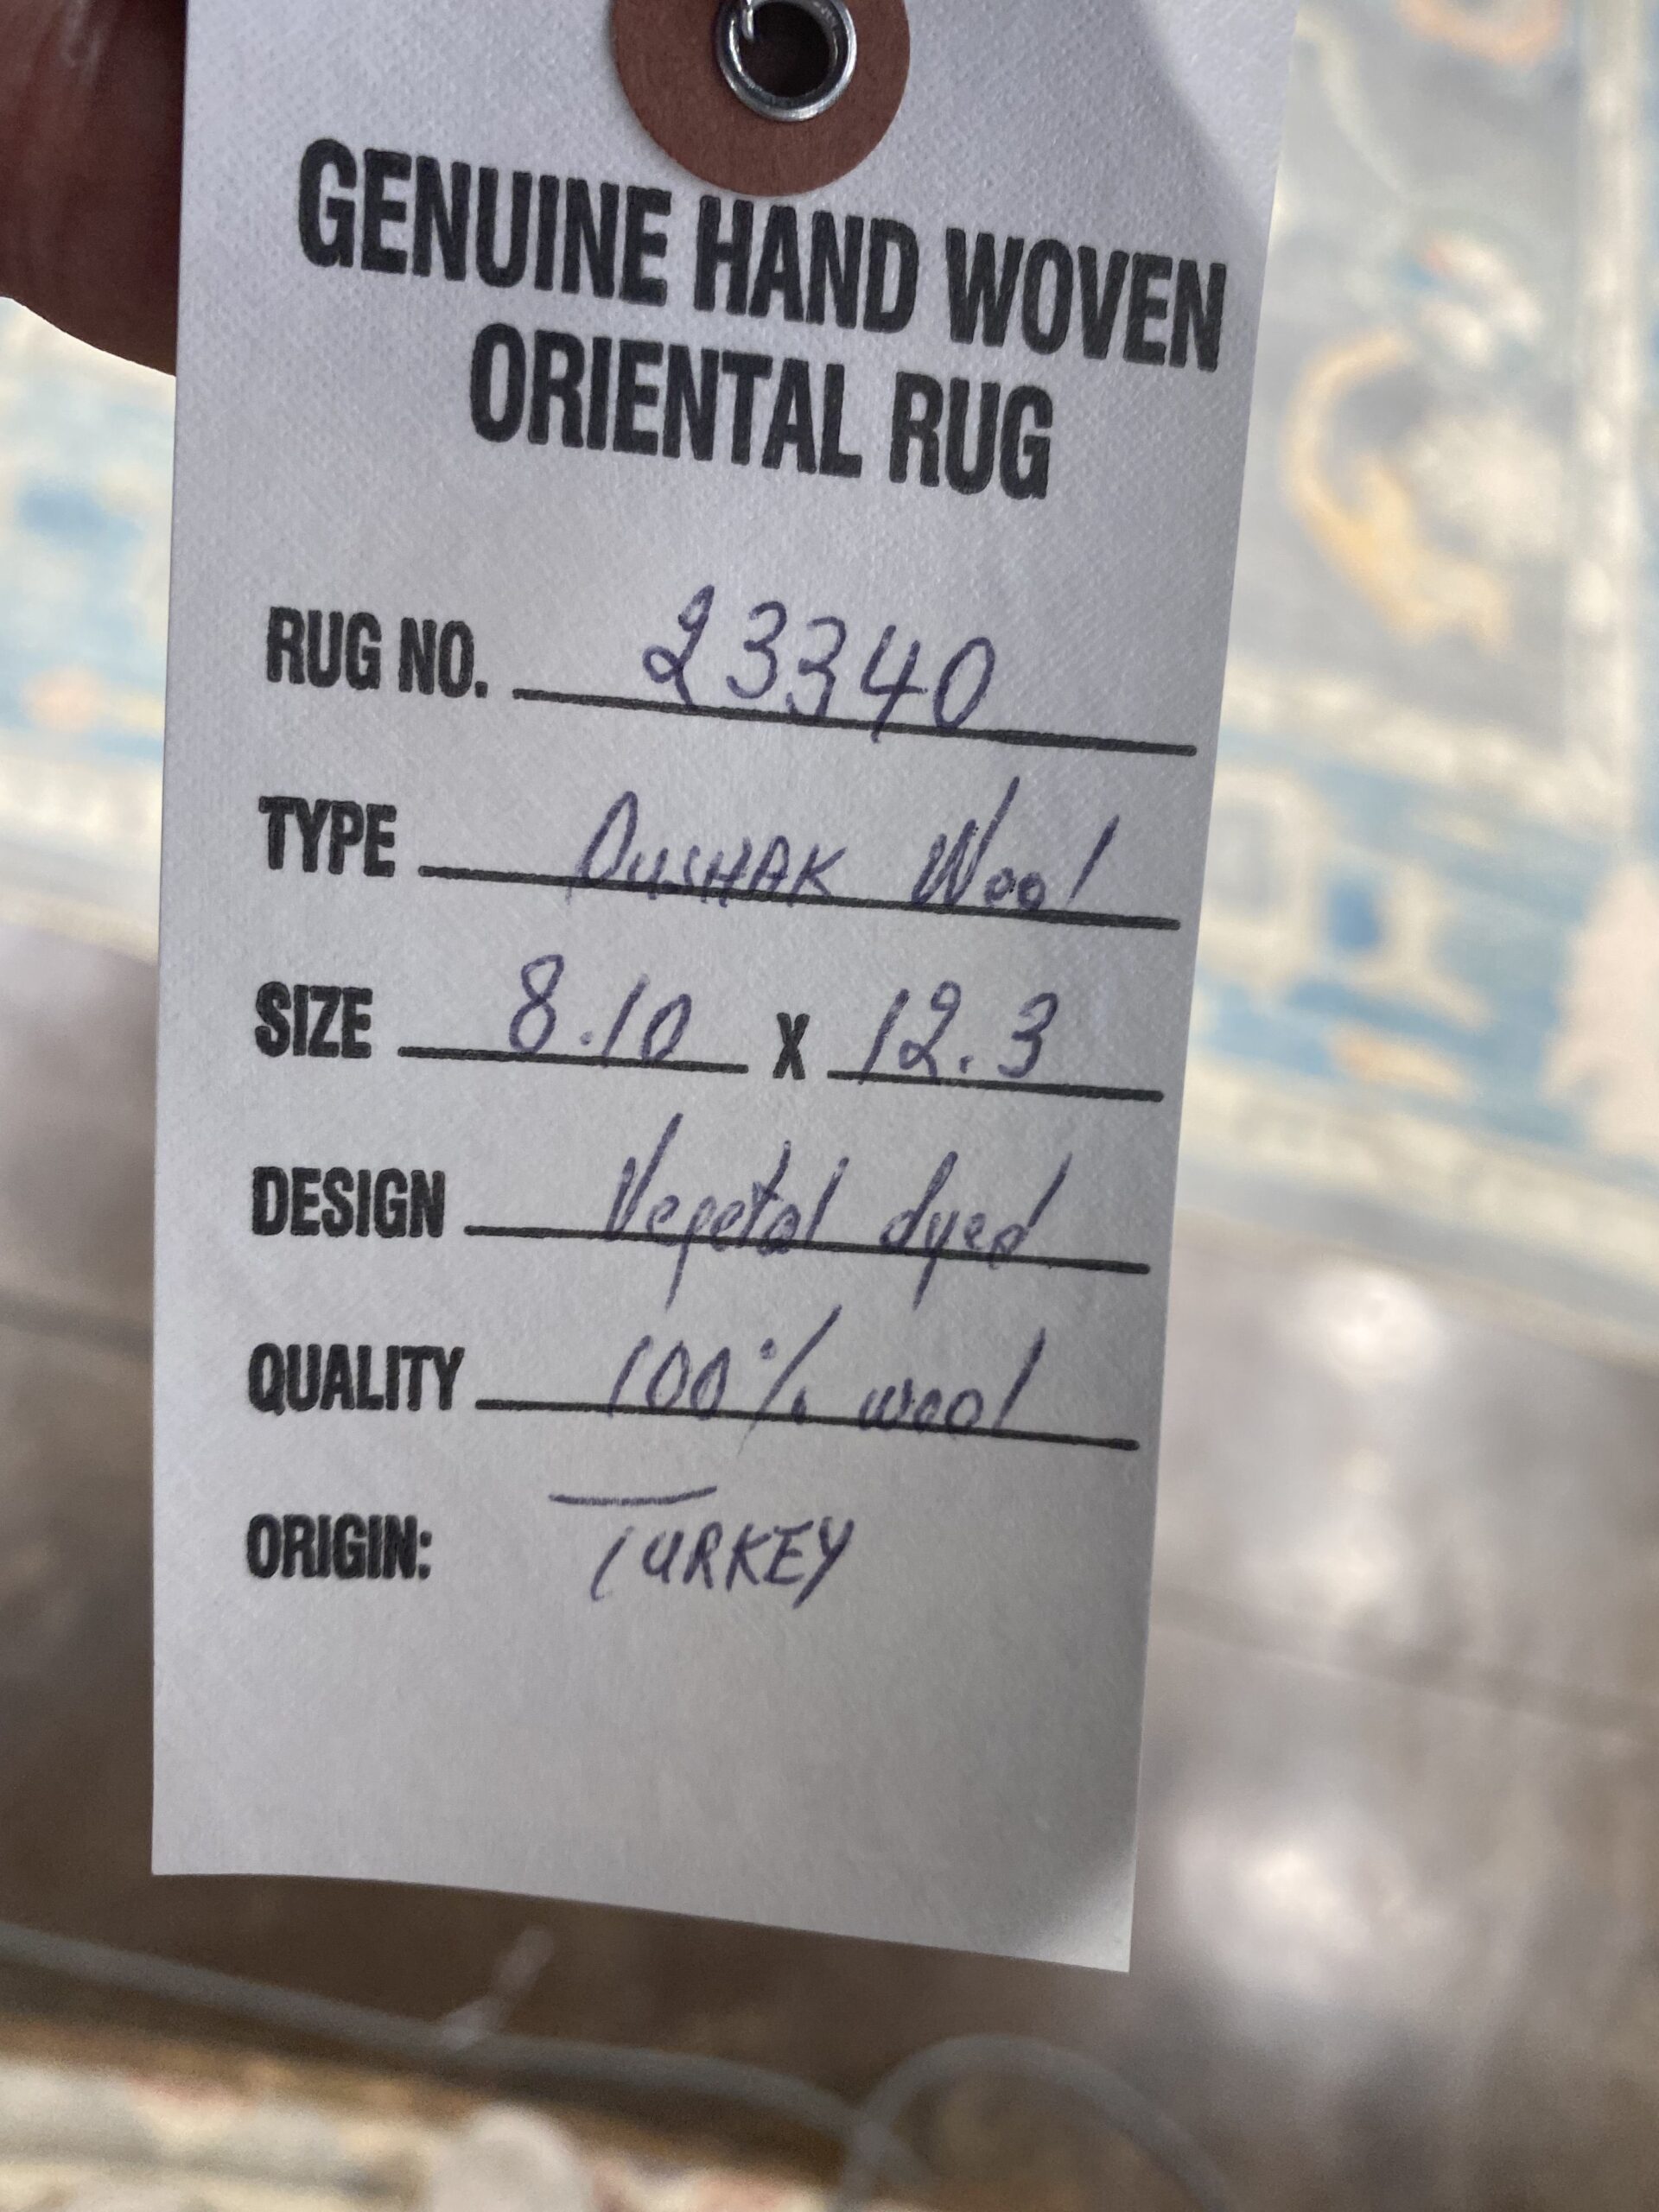 GENUINE HAND WOVEN
ORIENTAL RUG
RUG NO. 23340
TYPE OUSHAK Wool
SIZE 8.10 X 12.3
DESIGN Vegetal dyed
QUALITY 100% wool
ORIGIN: TURKEY